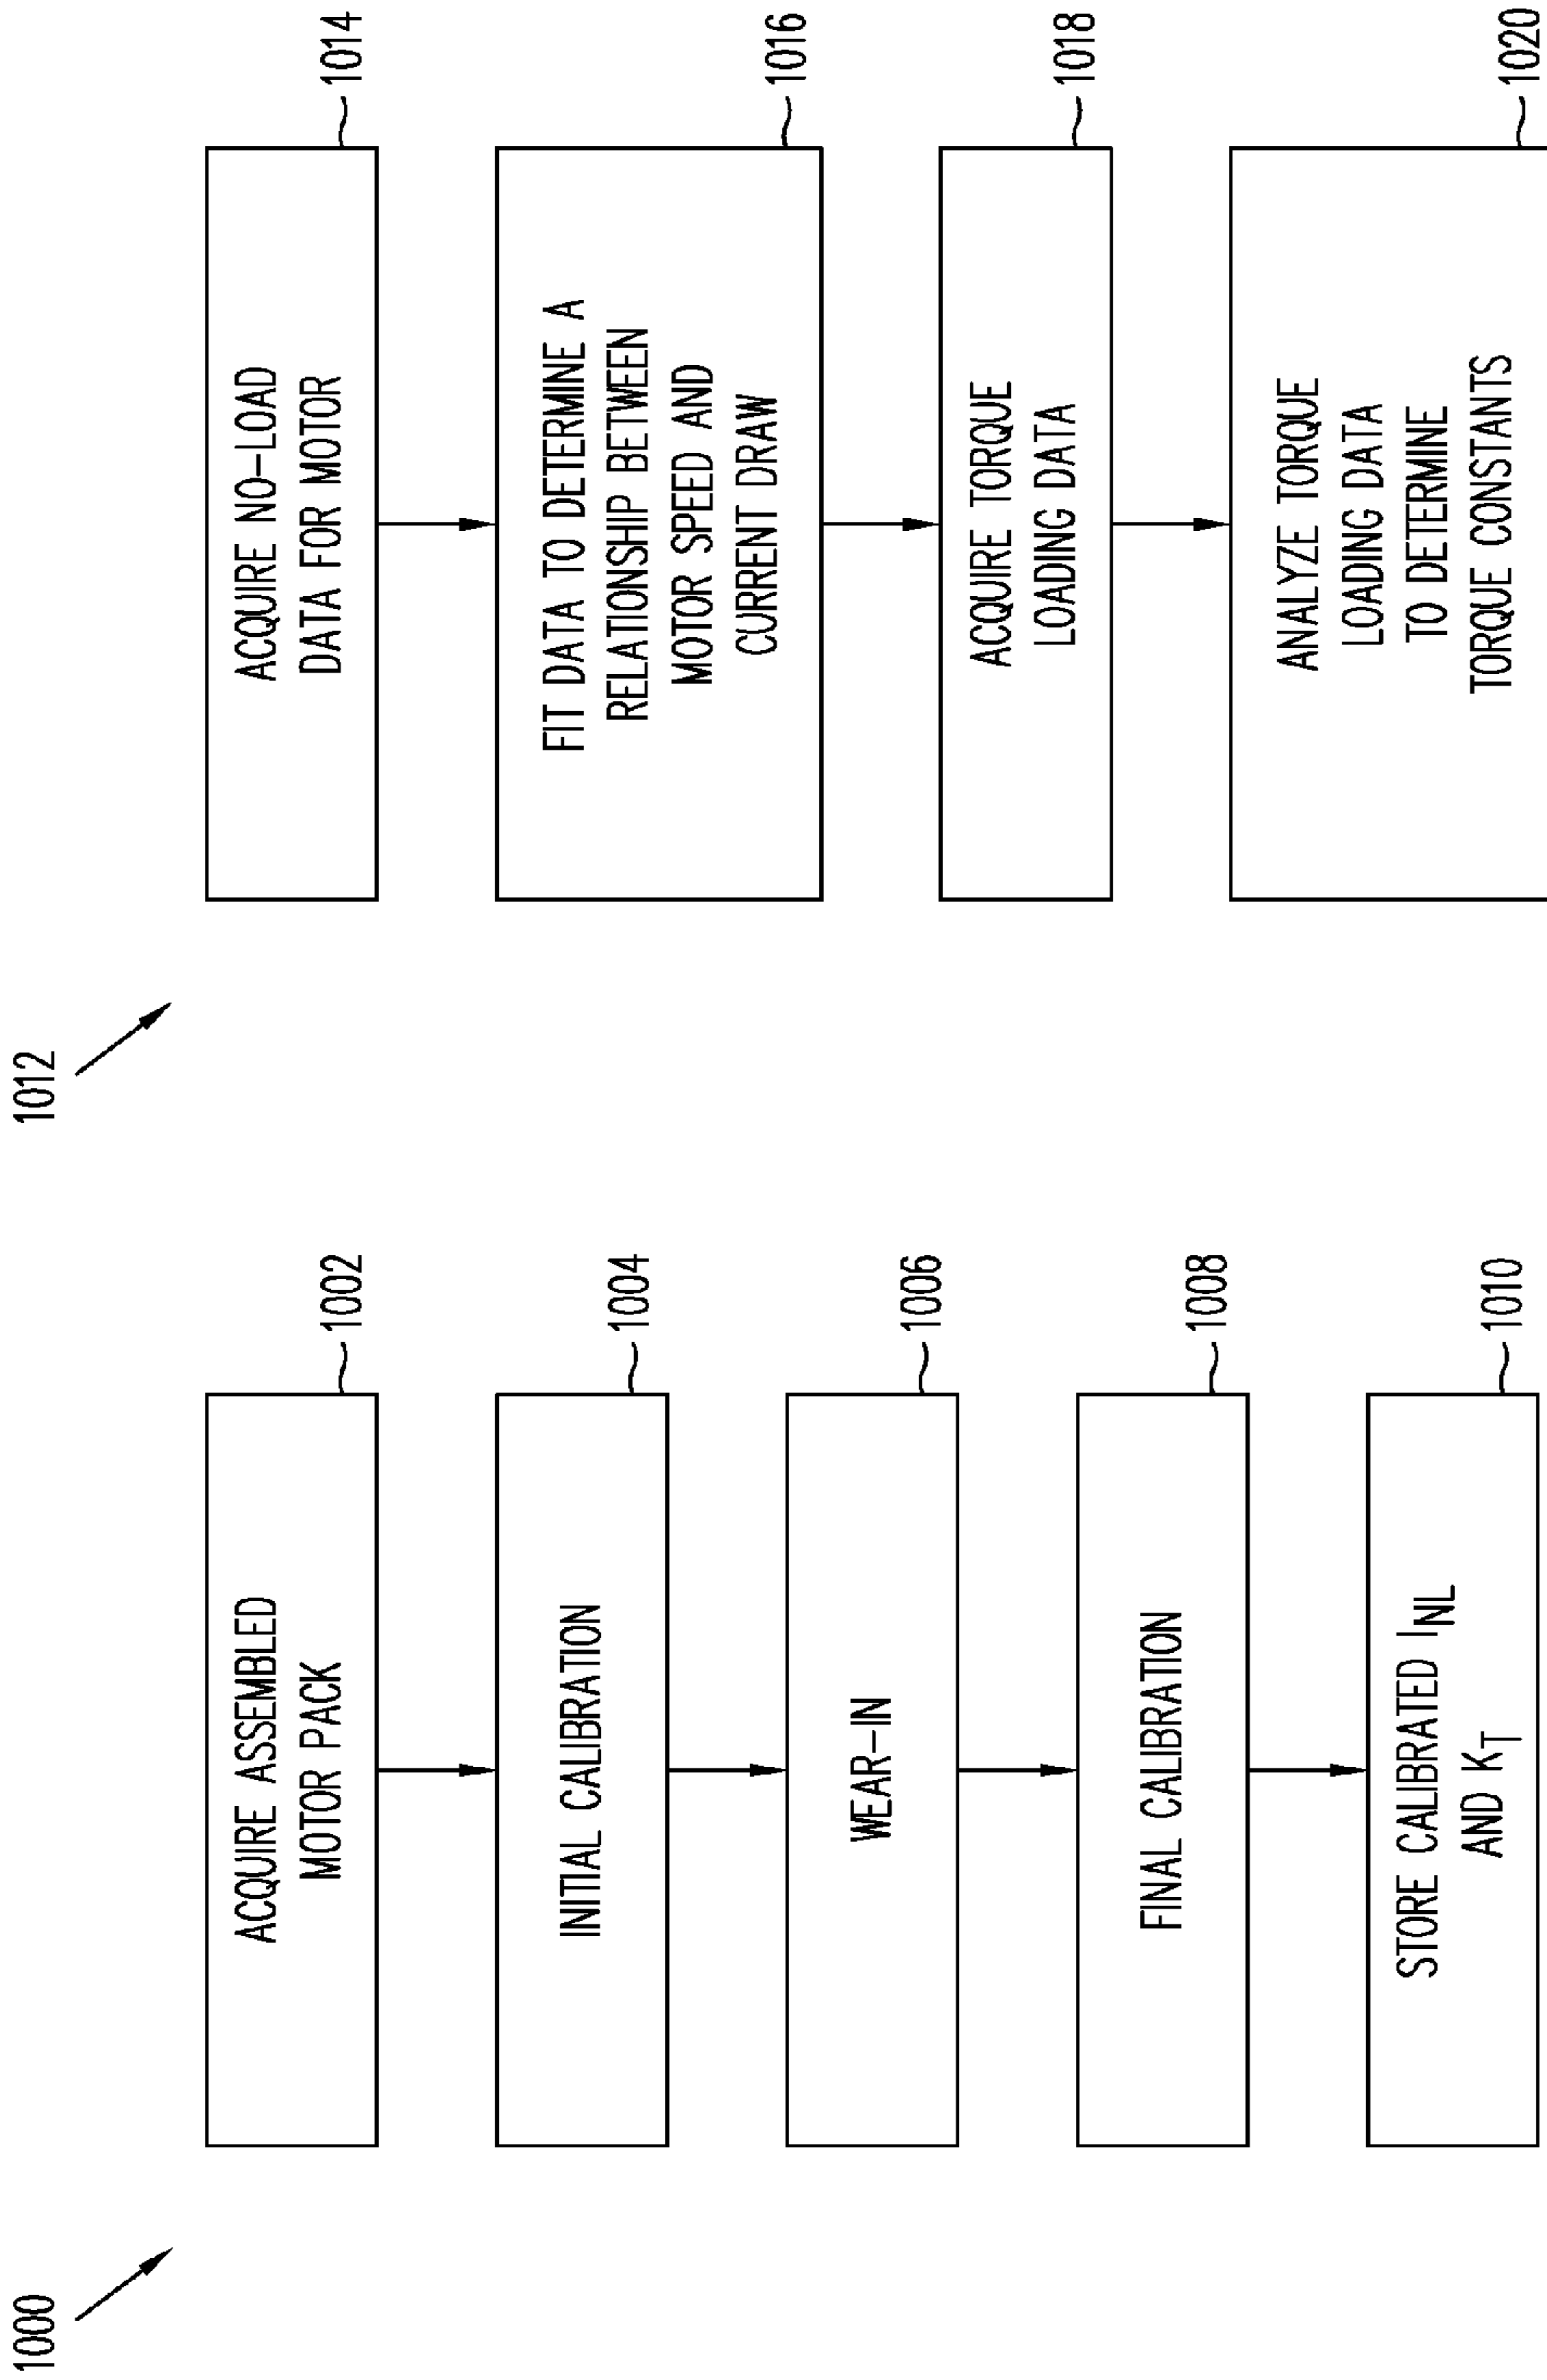 1000
ACQUIRE ASSEMBLED
MOTOR PACK
1002
INITIAL CALIBRATION
1004
WEAR-IN
1006
FINAL CALIBRATION
1008
STORE CALIBRATED INL
AND KT
1010
1012
ACQUIRE NO-LOAD
DATA FOR MOTOR
1014
FIT DATA TO DETERMINE A
RELATIONSHIP BETWEEN
MOTOR SPEED AND
CURRENT DRAW
1016
ACQUIRE TORQUE
LOADING DATA
1018
ANALYZE TORQUE
LOADING DATA
TO DETERMINE
TORQUE CONSTANTS
1020